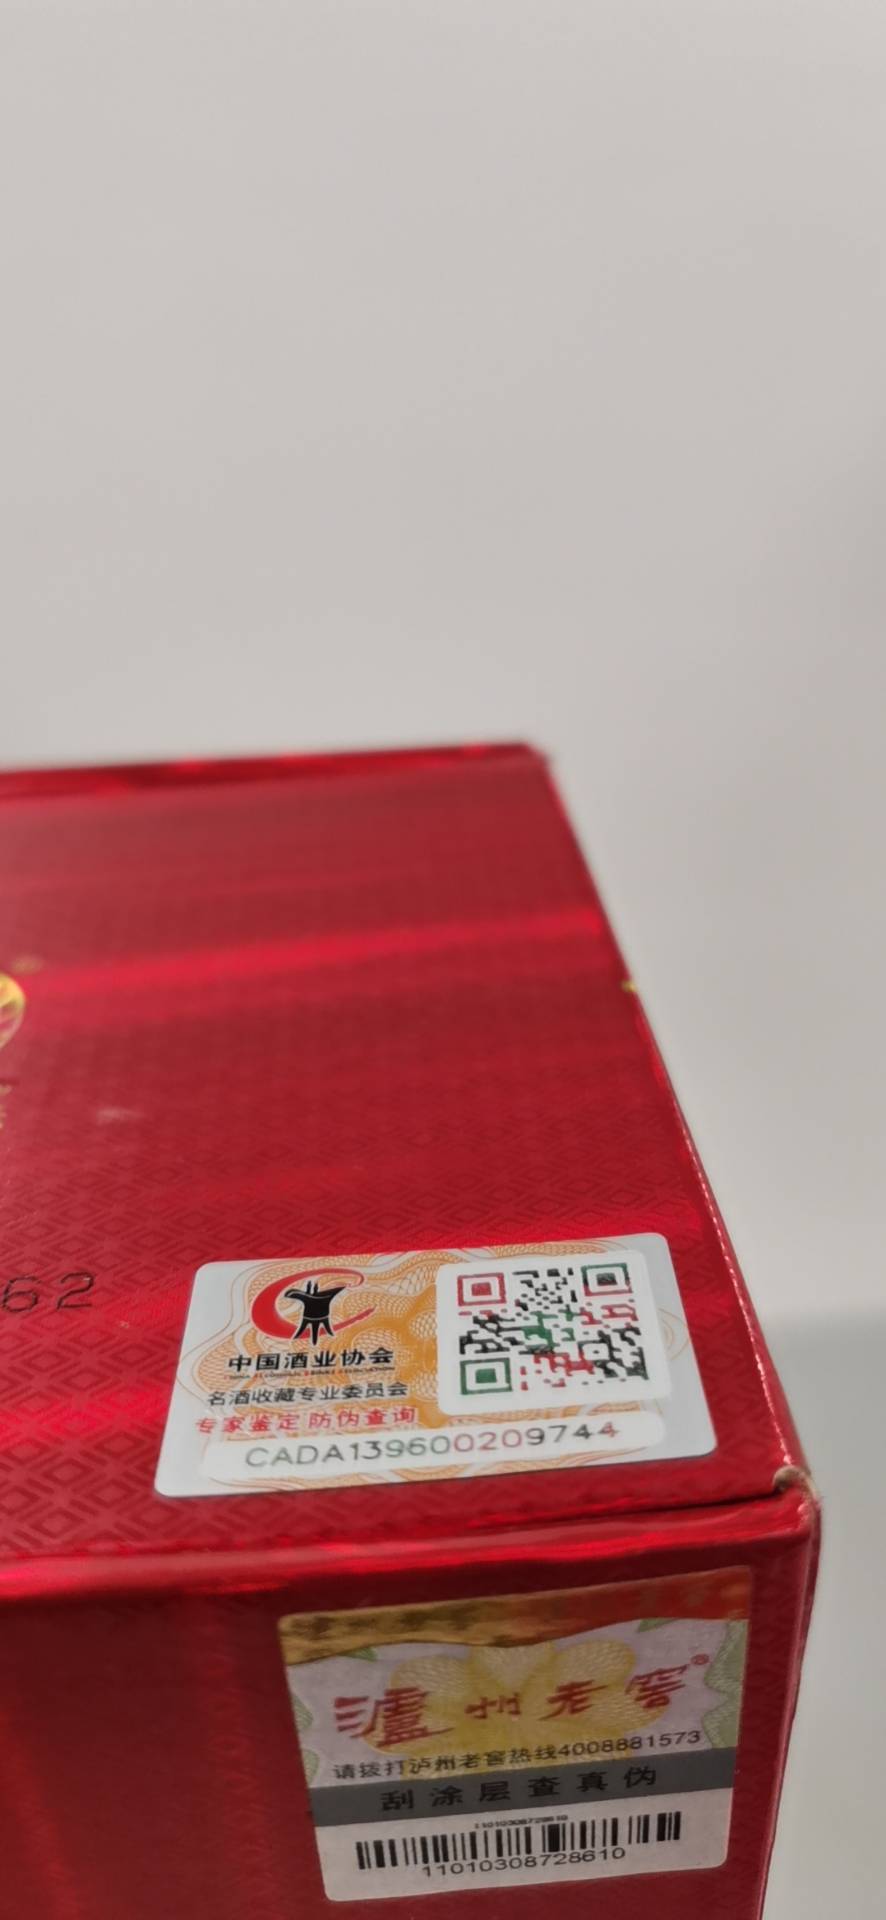 62
中国酒业协会
名酒收藏专业委员会
专家鉴定 防伪查询
CADA139600209744
泸州老窖®
请拨打泸州老窖热线4008881573
刮涂层查真伪
11010308728610
11010308728610